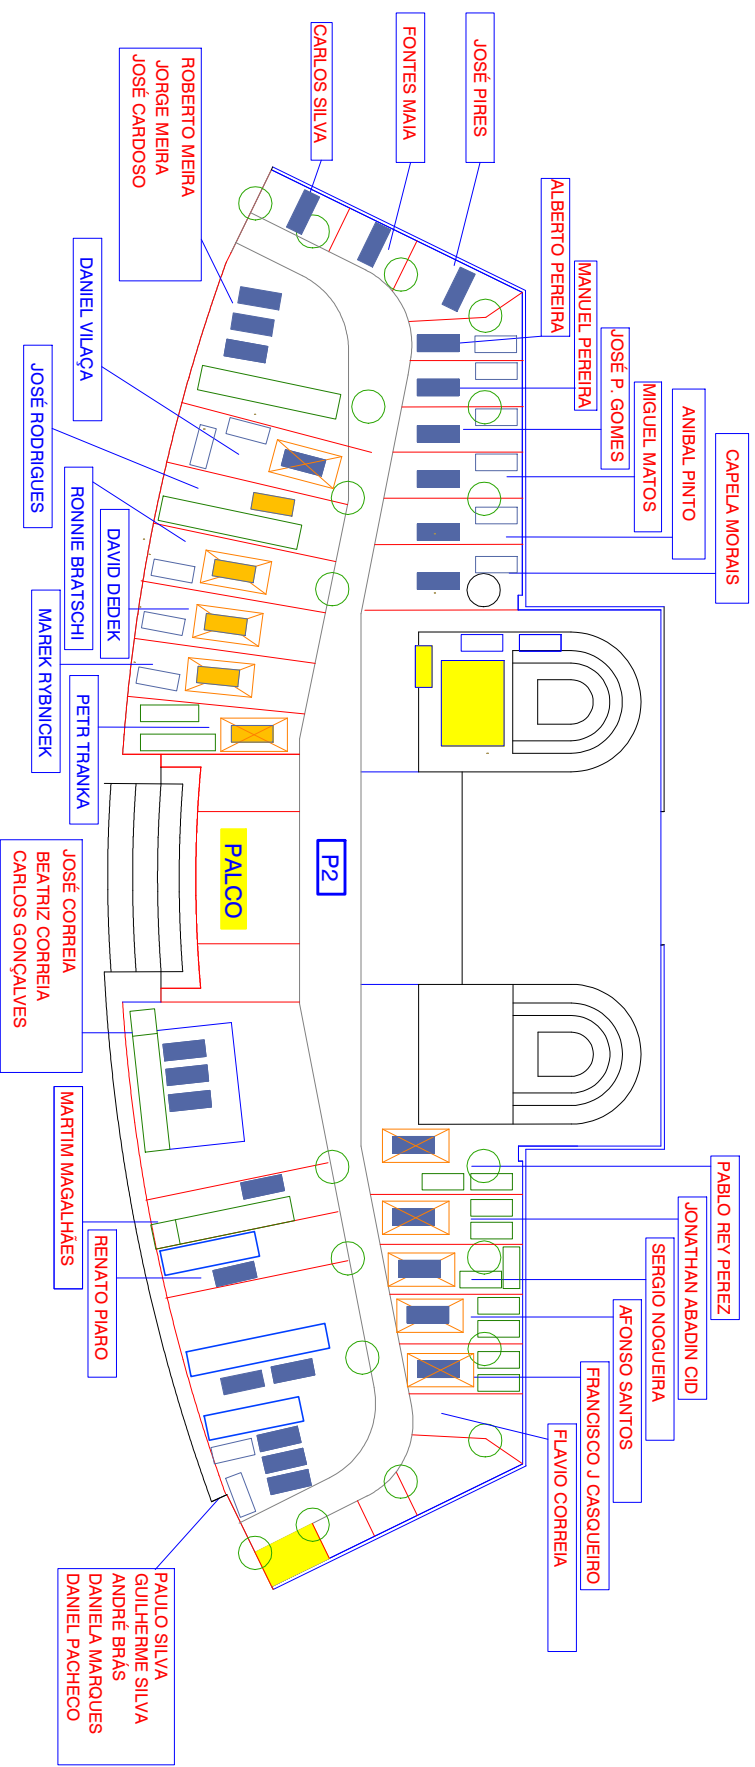 CARLOS SILVA
FONTES MAIA
JOSÉ PIRES
ROBERTO MEIRA
JORGE MEIRA
JOSÉ CARDOSO
ALBERTO PEREIRA
MANUEL PEREIRA
JOSÉ P. GOMES
MIGUEL MATOS
ANIBAL PINTO
CAPELA MORAIS
DANIEL VILAÇA
JOSÉ RODRIGUES
RONNIE BRATSCHI
DAVID DEDEK
MAREK RYBNICEK
PETR TRANKA
PALCO
P2
JOSÉ CORREIA
BEATRIZ CORREIA
CARLOS GONÇALVES
MARTIM MAGALHÃES
RENATO PIARO
PABLO REY PEREZ
JONATHAN ABADIN CID
SERGIO NOGUEIRA
AFONSO SANTOS
FRANCISCO J CASQUEIRO
FLAVIO CORREIA
PAULO SILVA
GUILHERME SILVA
ANDRÉ BRÁS
DANIELA MARQUES
DANIEL PACHECO